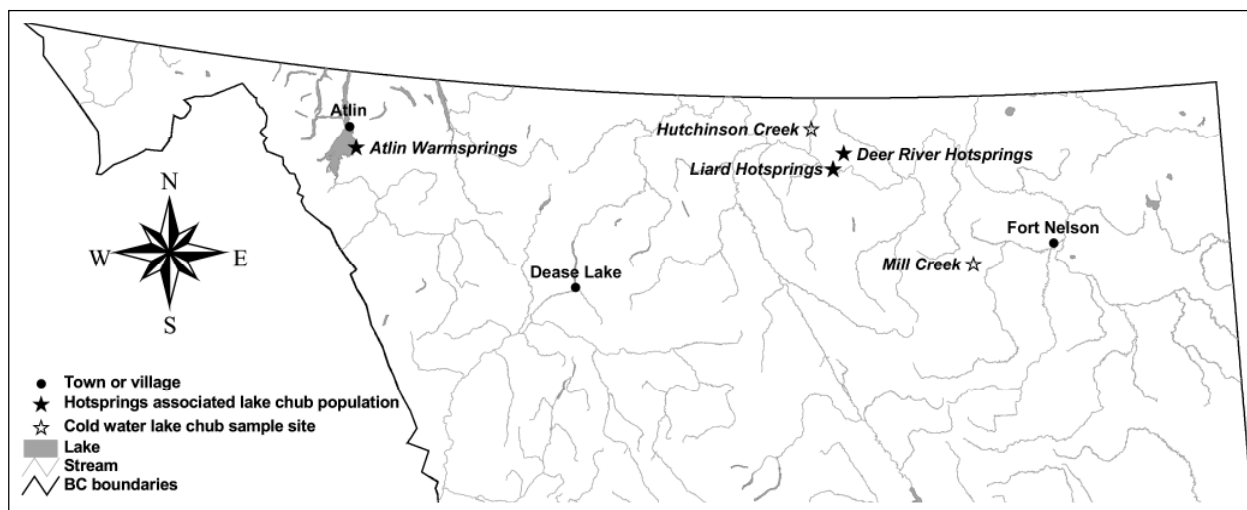 Atlin
Atlin Warmsprings
Hutchinson Creek
Deer River Hotsprings
Liard Hotsprings
Fort Nelson
Mill Creek
Dease Lake
N
W
E
S
Town or village
Hotsprings associated lake chub population
Cold water lake chub sample site
Lake
Stream
BC boundaries